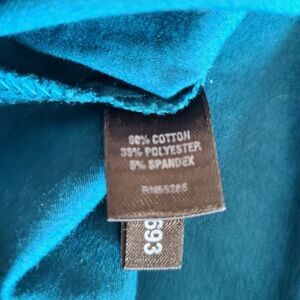 60% COTTON
35% POLYESTER
5% SPANDEX
693